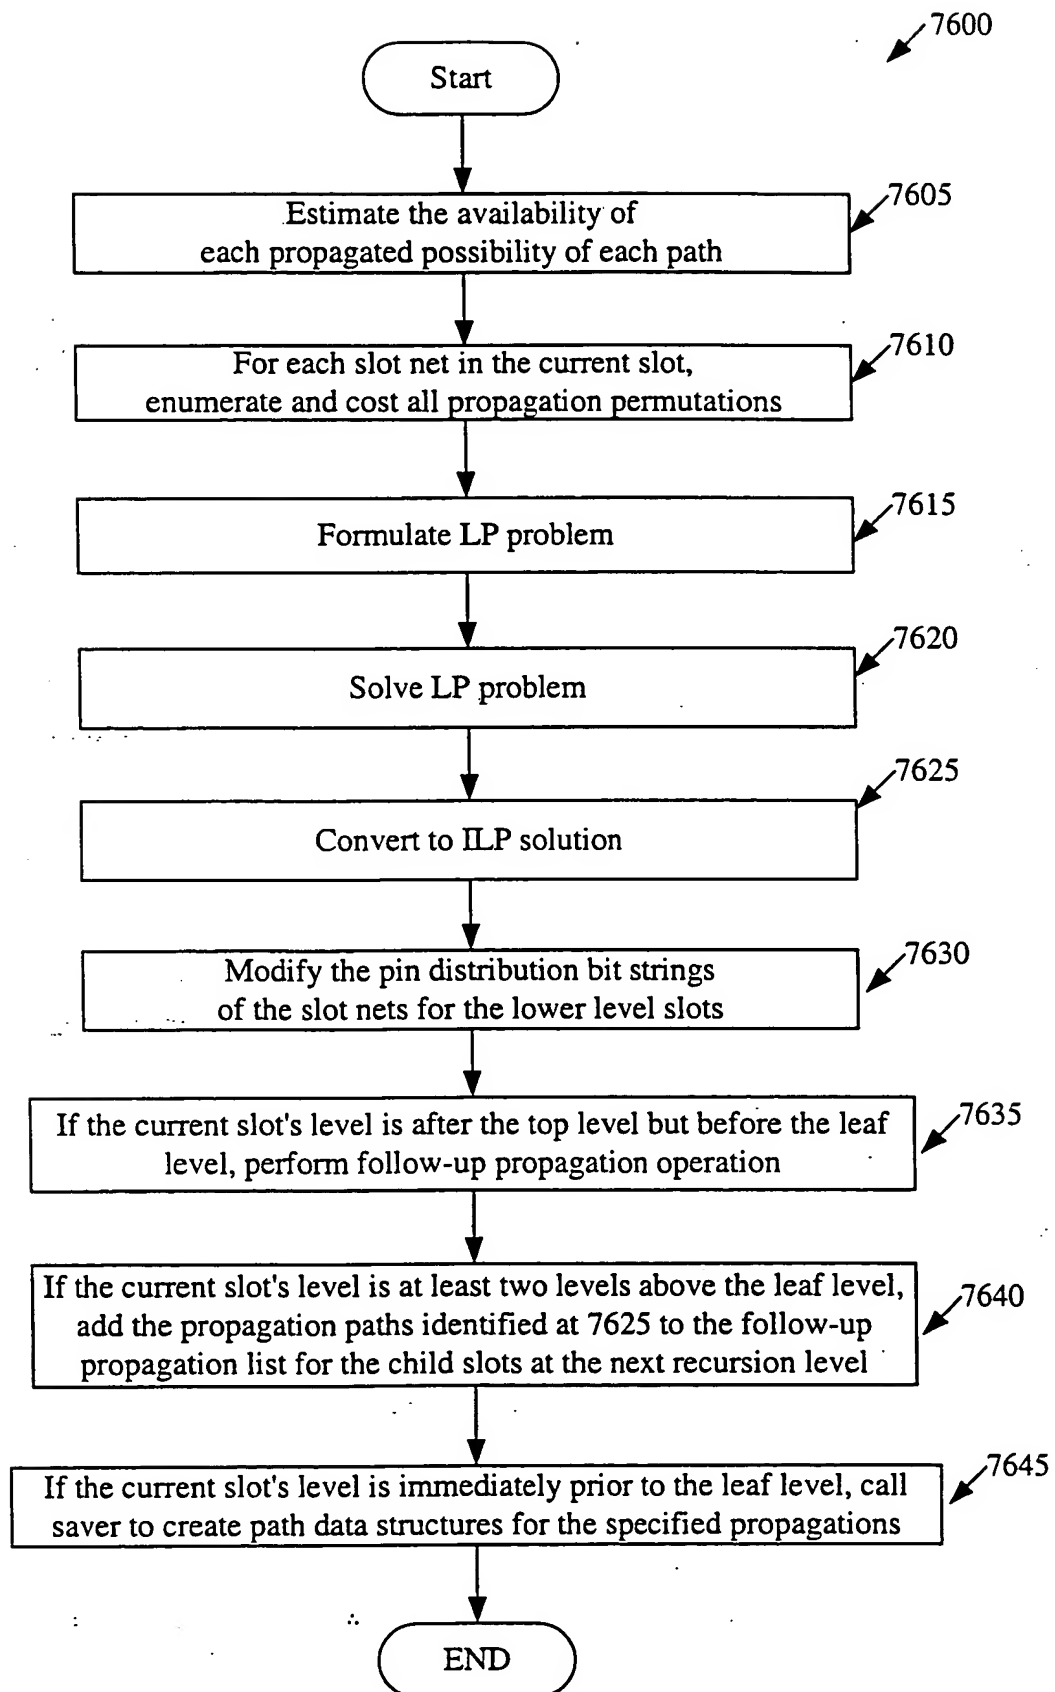 7600
Start
7605
Estimate the availability of
each propagated possibility of each path
7610
For each slot net in the current slot,
enumerate and cost all propagation permutations
7615
Formulate LP problem
7620
Solve LP problem
7625
Convert to ILP solution
7630
Modify the pin distribution bit strings
of the slot nets for the lower level slots
7635
If the current slot's level is after the top level but before the leaf
level, perform follow-up propagation operation
7640
If the current slot's level is at least two levels above the leaf level,
add the propagation paths identified at 7625 to the follow-up
propagation list for the child slots at the next recursion level
7645
If the current slot's level is immediately prior to the leaf level, call
saver to create path data structures for the specified propagations
END